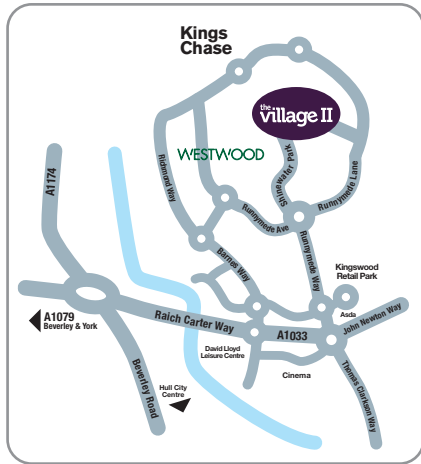 Kings
Chase
the
village II
WESTWOOD
Richmond Way
Shinewater Park
Runnymede Lane
A1174
Runnymede Ave
Runnymede Way
Barnes Way
Kingswood
Retail Park
Asda
A1079
Beverley & York
Raich Carter Way
A1033
John Newton Way
David Lloyd
Leisure Centre
Cinema
Beverley Road
Hull City
Centre
Thomas Clarkson Way